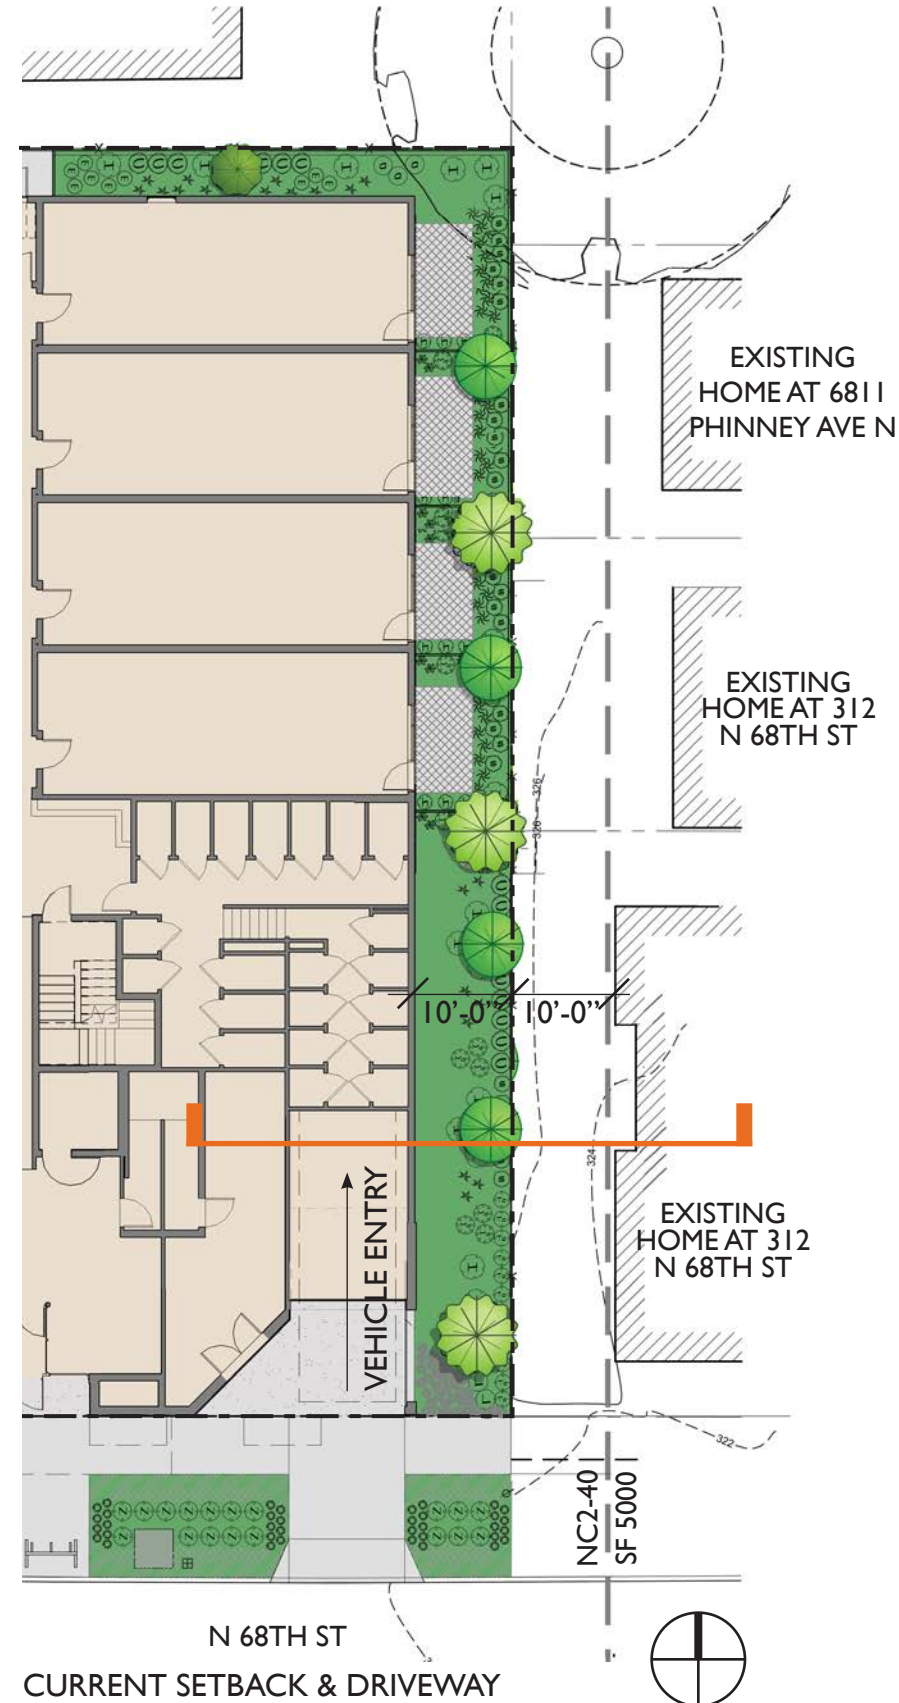 EXISTING
HOME AT 6811
PHINNEY AVE N
EXISTING
HOME AT 312
N 68TH ST
326
326
10'-0"
10'-0"
324
VEHICLE ENTRY
EXISTING
HOME AT 312
N 68TH ST
322
NC2-40
SF 5000
N 68TH ST
CURRENT SETBACK & DRIVEWAY